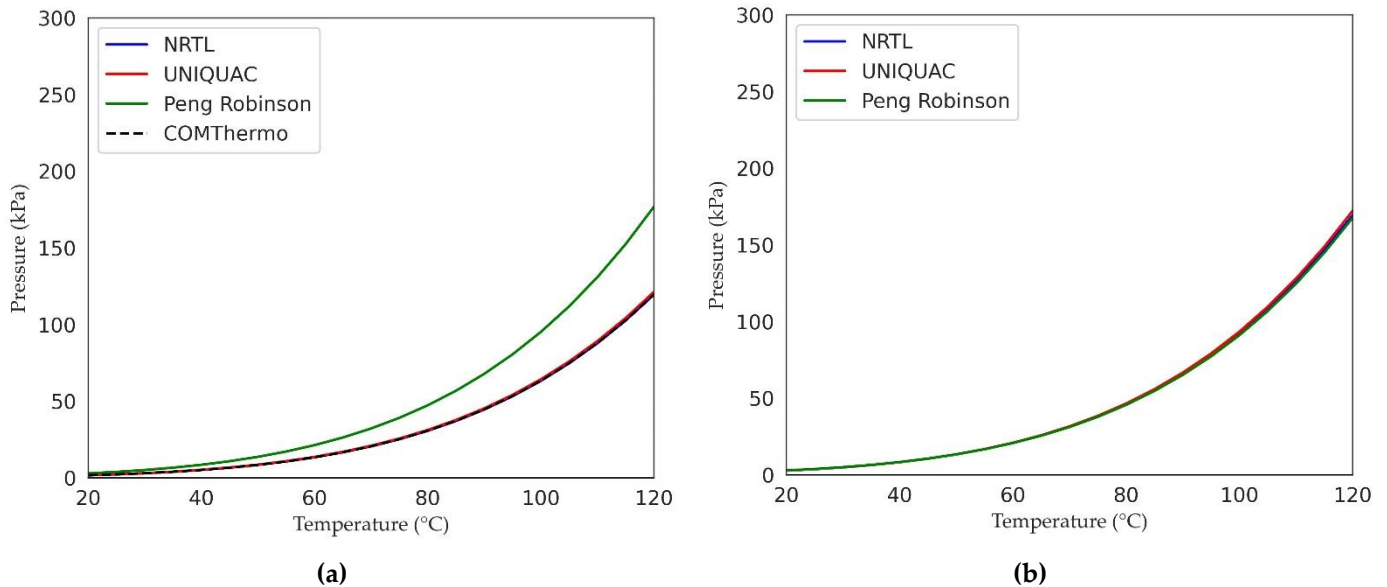 300
250
200
150
100
50
0
Pressure (kPa)
NRTL
UNIQUAC
Peng Robinson
COMThermo
20 40 60 80 100 120
Temperature (°C)
(a)
300
250
200
150
100
50
0
Pressure (kPa)
NRTL
UNIQUAC
Peng Robinson
20 40 60 80 100 120
Temperature (°C)
(b)